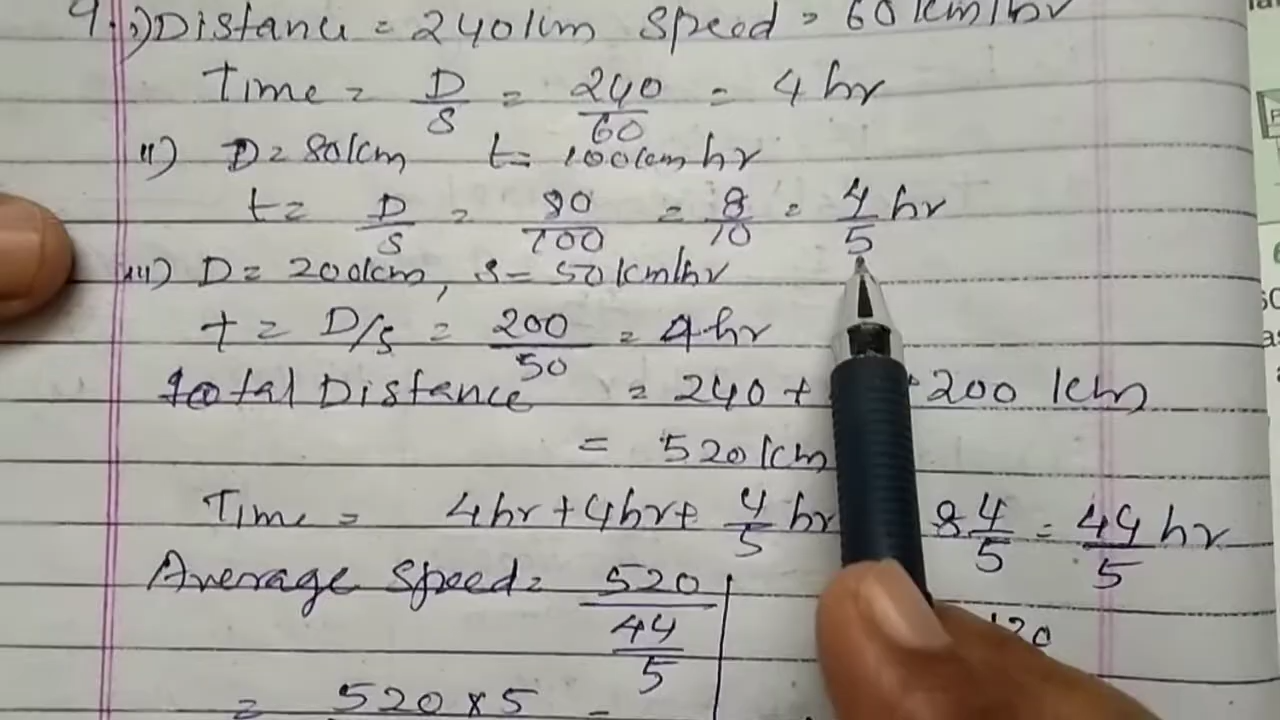 9. i) Distance = 240 km Speed = 60 km/hr
Time = D/S = 240/60 = 4 hr
ii) D = 80 km t = 100 km hr
t = D/S = 80/100 = 8/10 = 4/5 hr
iii) D = 200 km, s = 50 km/hr
t = D/s = 200/50 = 4 hr
total Distance = 240 + + 200 km
= 520 km
Time = 4 hr + 4 hr + 4/5 hr 8 4/5 = 44/5 hr
Average Speed = 520/44/5
= 520 × 5